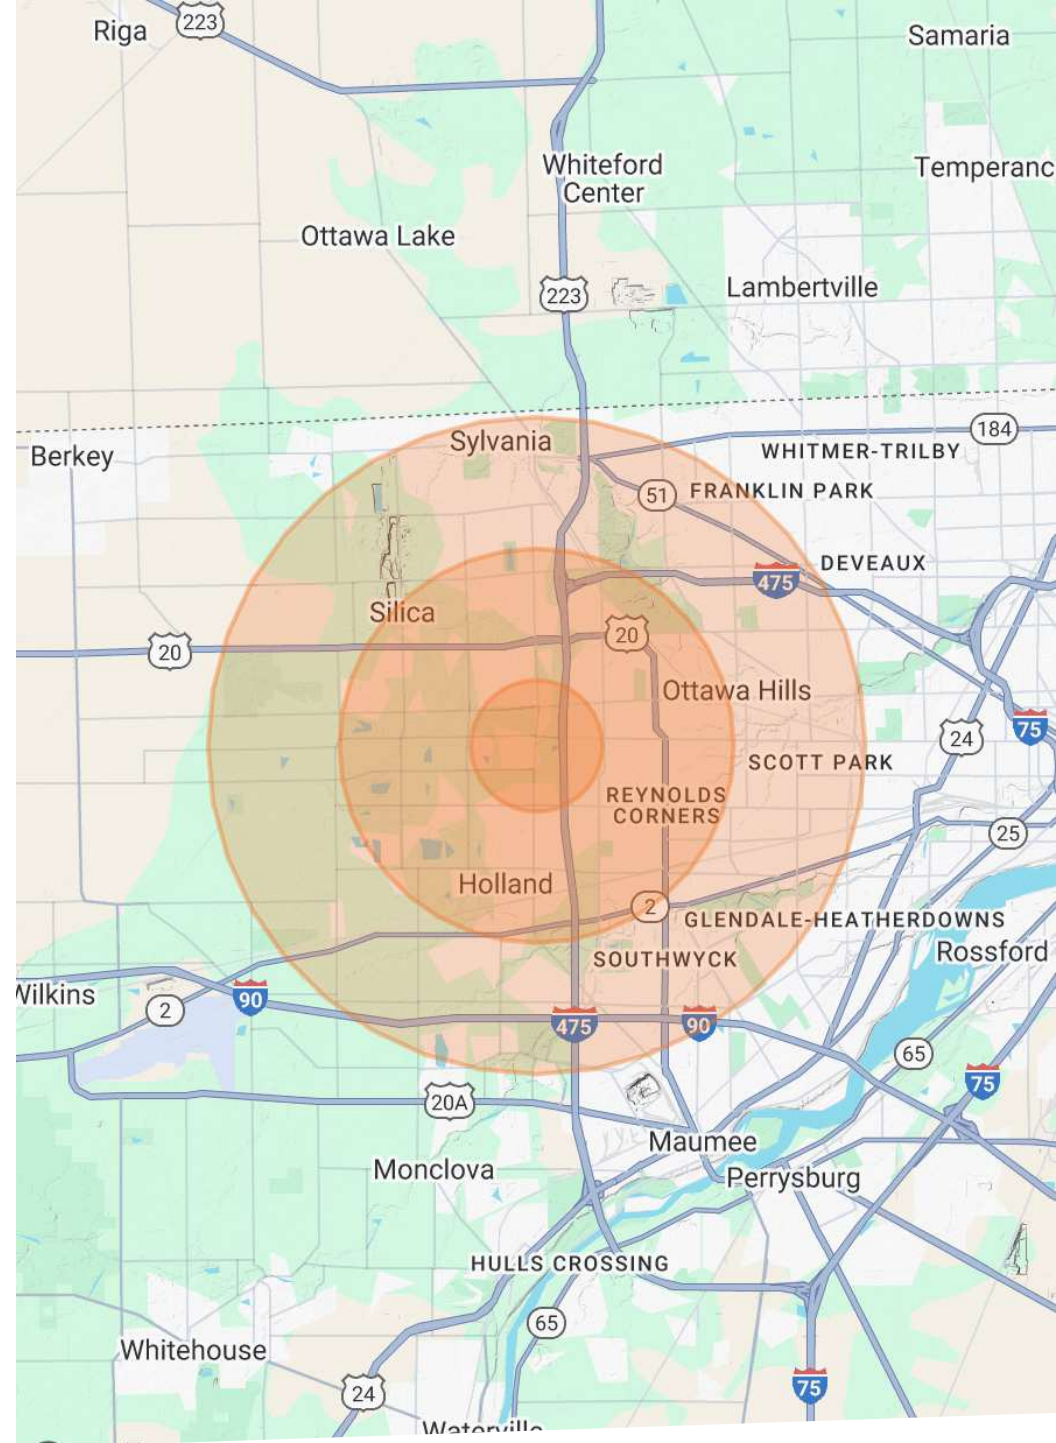 Riga
223
Samaria
Whiteford
Center
Temperanc
Ottawa Lake
223
Lambertville
184
Sylvania
WHITMER-TRILBY
Berkey
51
FRANKLIN PARK
DEVEAUX
475
Silica
20
20
Ottawa Hills
75
24
SCOTT PARK
REYNOLDS
CORNERS
25
Holland
2
GLENDALE-HEATHERDOWNS
SOUTHWYCK
Rossford
Wilkins
90
2
475
90
65
75
20A
Maumee
Monclova
Perrysburg
HULLS CROSSING
65
Whitehouse
24
75
Waterville